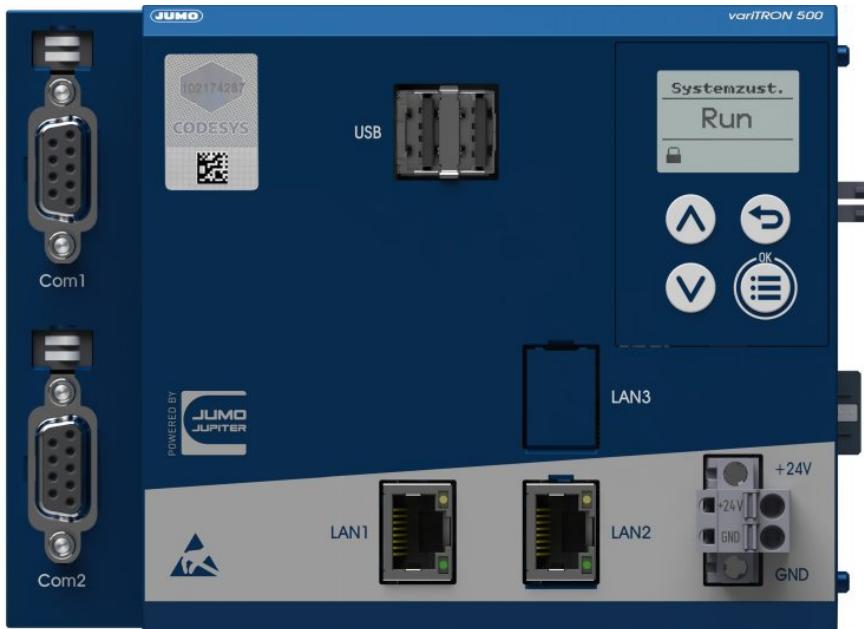 JUMO
variTRON 500
102174287
CODESYS
USB
Systemzust.
Run
OK
Com1
LAN3
POWERED BY
JUMO
JUPITER
+24V
LAN1
LAN2
+24V
GND
GND
Com2